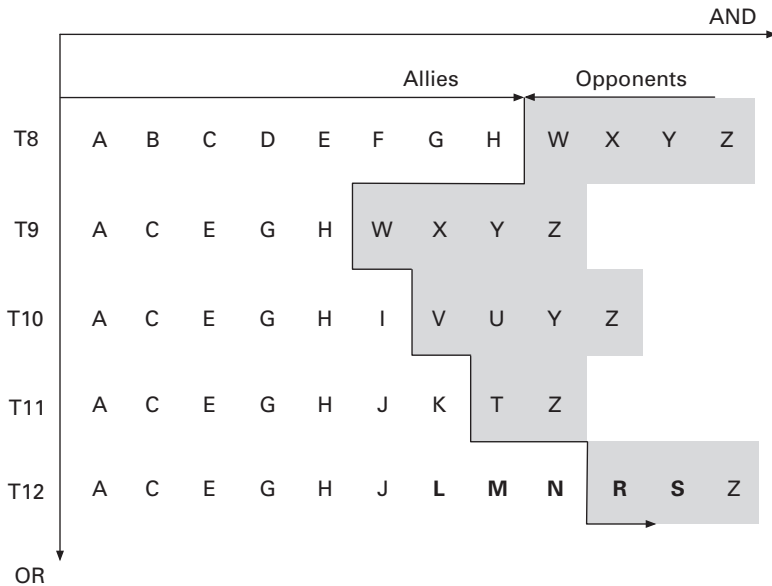 AND
Allies Opponents
T8 A B C D E F G H W X Y Z
T9 A C E G H W X Y Z
T10 A C E G H I V U Y Z
T11 A C E G H J K T Z
T12 A C E G H J L M N R S Z
OR